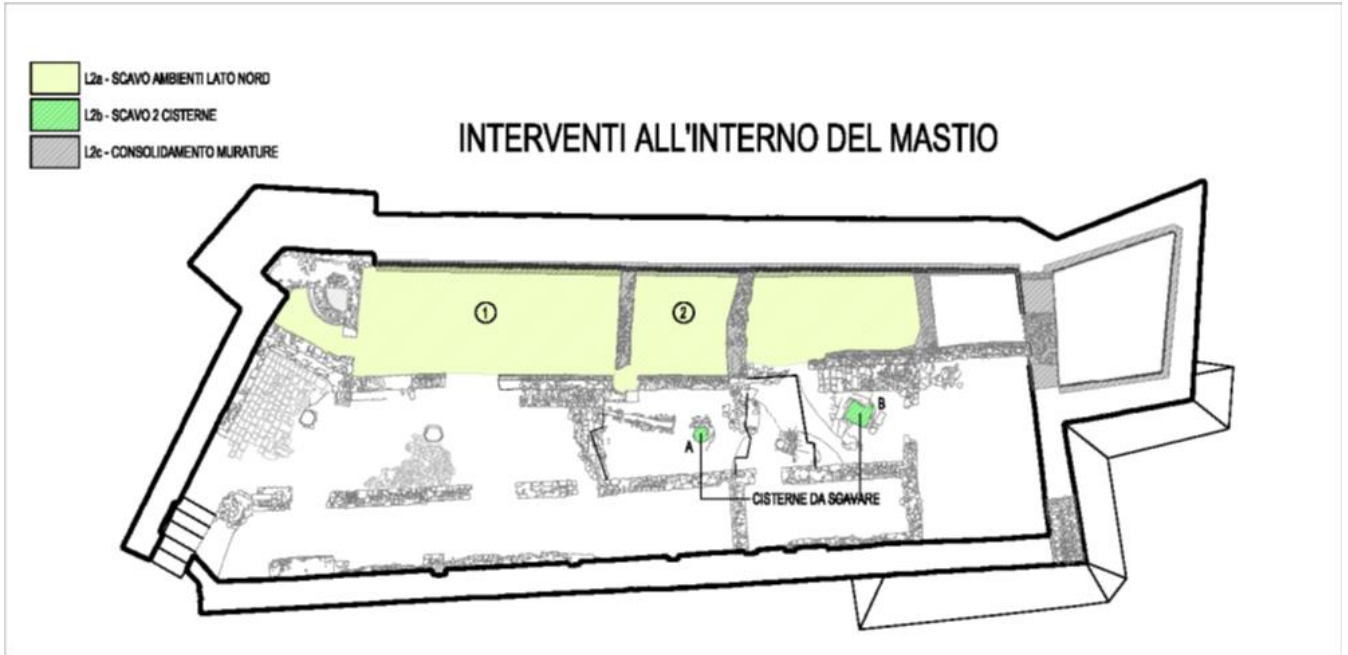 L2a - SCAVO AMBIENTI LATO NORD
L2b - SCAVO 2 CISTERNE
L2c - CONSOLIDAMENTO MURATURE
INTERVENTI ALL'INTERNO DEL MASTIO
1
2
B
A
CISTERNE DA SGAVARE